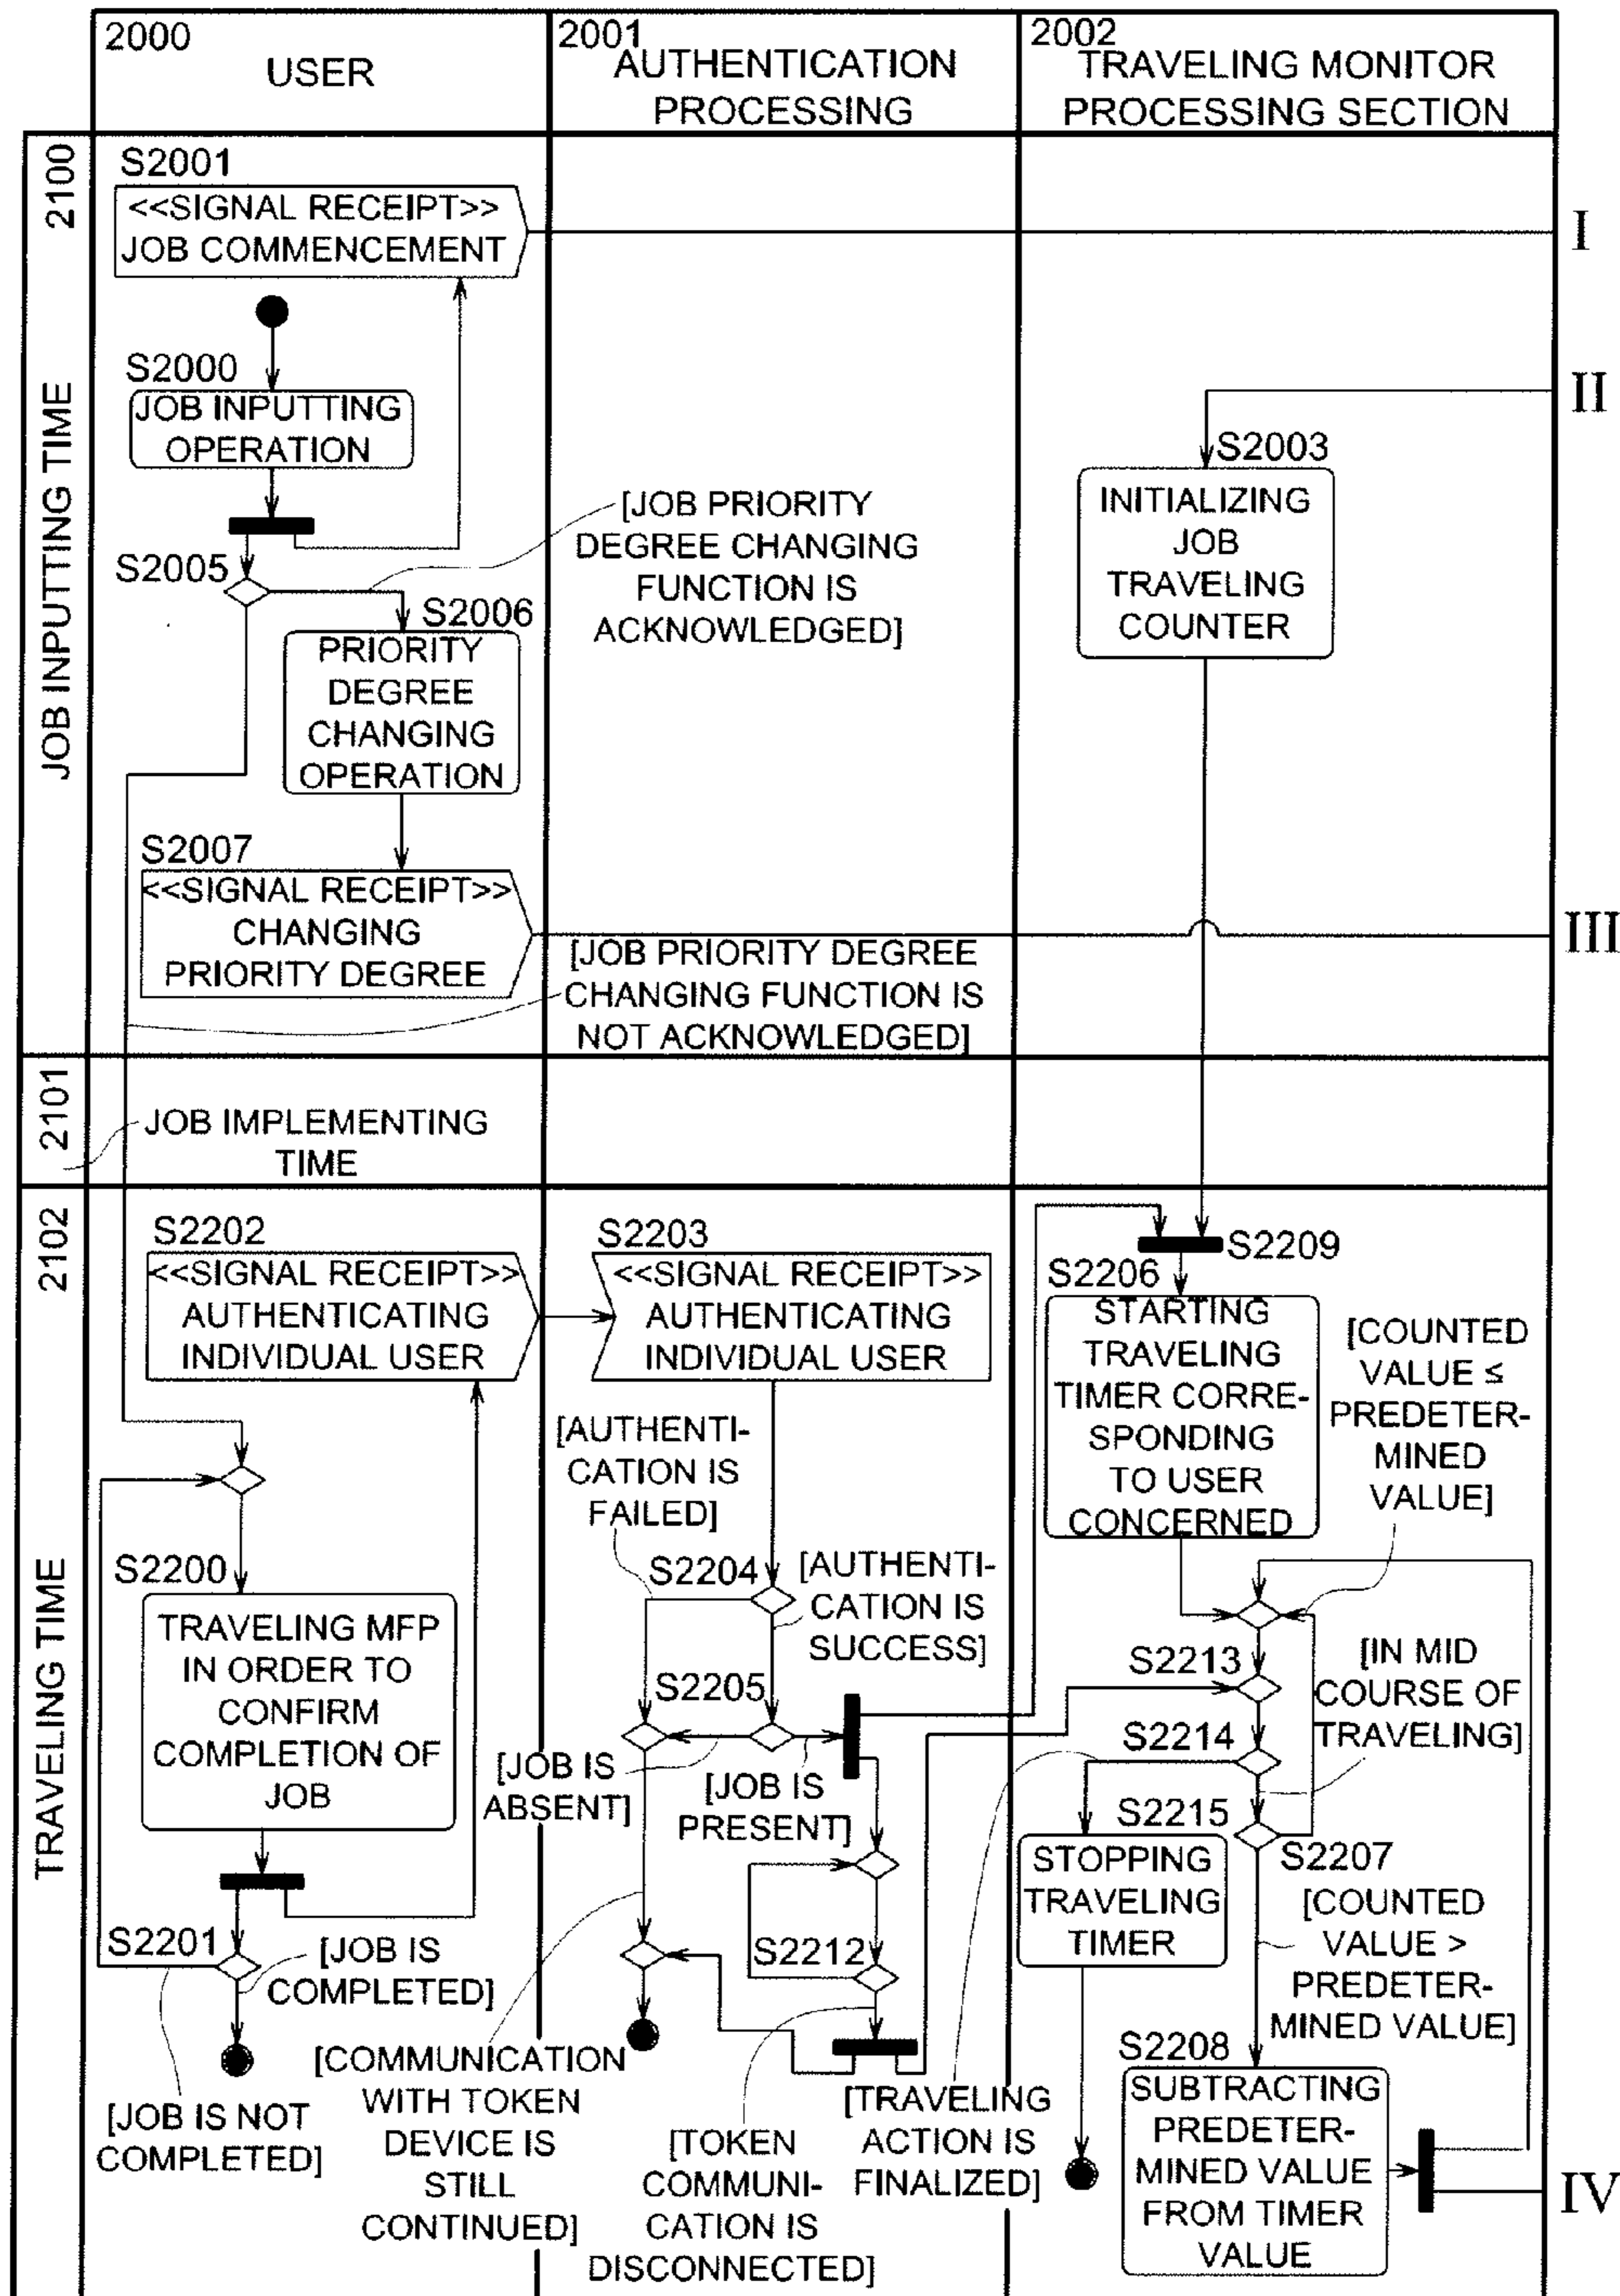 2000
USER
2001
AUTHENTICATION
PROCESSING
2002
TRAVELING MONITOR
PROCESSING SECTION
2100
JOB INPUTTING TIME
S2001
<<SIGNAL RECEIPT>>
JOB COMMENCEMENT
I
S2000
JOB INPUTTING
OPERATION
II
S2003
INITIALIZING
JOB
TRAVELING
COUNTER
[JOB PRIORITY
DEGREE CHANGING
FUNCTION IS
ACKNOWLEDGED]
S2005
S2006
PRIORITY
DEGREE
CHANGING
OPERATION
S2007
<<SIGNAL RECEIPT>>
CHANGING
PRIORITY DEGREE
III
[JOB PRIORITY DEGREE
CHANGING FUNCTION IS
NOT ACKNOWLEDGED]
2101
JOB IMPLEMENTING
TIME
2102
TRAVELING TIME
S2202
<<SIGNAL RECEIPT>>
AUTHENTICATING
INDIVIDUAL USER
S2203
<<SIGNAL RECEIPT>>
AUTHENTICATING
INDIVIDUAL USER
S2209
S2206
STARTING
TRAVELING
TIMER CORRE-
SPONDING
TO USER
CONCERNED
[COUNTED
VALUE ≤
PREDETER-
MINED
VALUE]
[AUTHENTI-
CATION IS
FAILED]
S2204
[AUTHENTI-
CATION IS
SUCCESS]
S2200
TRAVELING MFP
IN ORDER TO
CONFIRM
COMPLETION OF
JOB
S2205
[JOB IS
ABSENT]
[JOB IS
PRESENT]
S2213
[IN MID
COURSE OF
TRAVELING]
S2214
S2215
STOPPING
TRAVELING
TIMER
S2207
[COUNTED
VALUE >
PREDETER-
MINED VALUE]
S2201
[JOB IS
COMPLETED]
S2212
[JOB IS NOT
COMPLETED]
[COMMUNICATION
WITH TOKEN
DEVICE IS
STILL
CONTINUED]
[TOKEN
COMMUNI-
CATION IS
DISCONNECTED]
[TRAVELING
ACTION IS
FINALIZED]
S2208
SUBTRACTING
PREDETER-
MINED VALUE
FROM TIMER
VALUE
IV